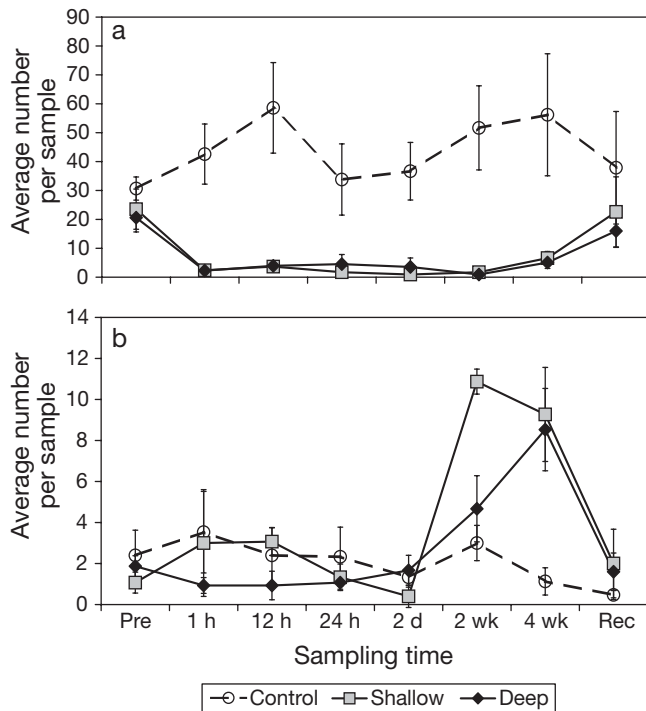 90
a
80
70
60
50
40
30
20
10
0
Average number
per sample
14
b
12
10
8
6
4
2
0
Average number
per sample
Pre 1 h 12 h 24 h 2 d 2 wk 4 wk Rec
Sampling time
Control Shallow Deep